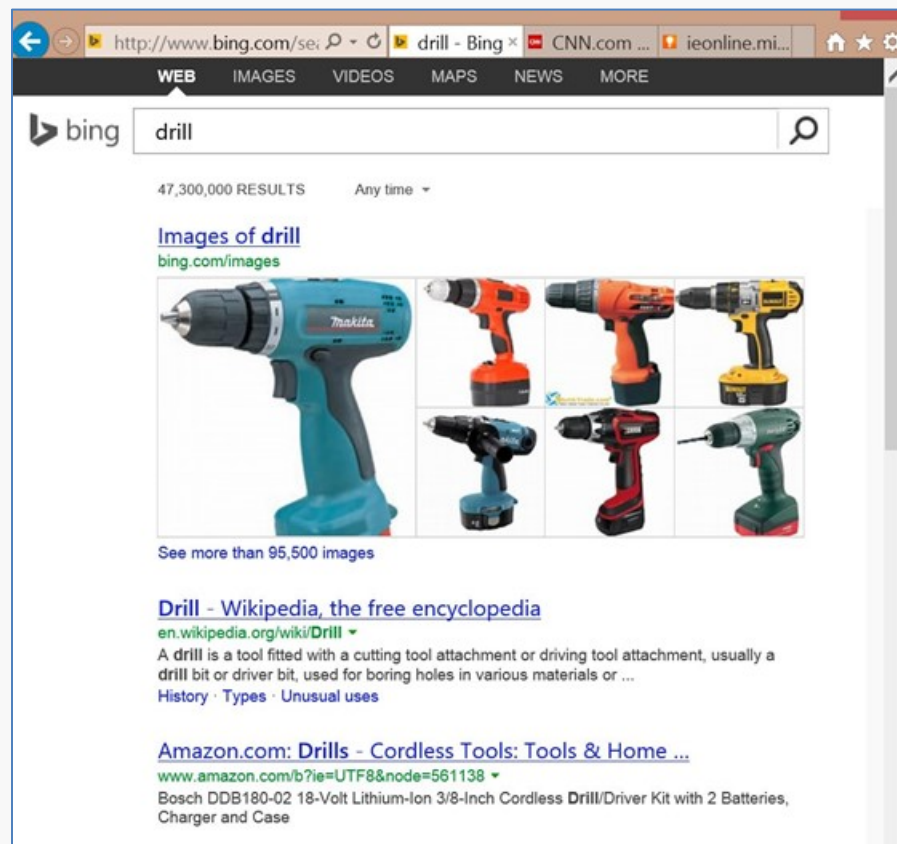 http://www.bing.com/sea
drill - Bing
CNN.com ...
ieonline.mi...
WEB IMAGES VIDEOS MAPS NEWS MORE
bing
drill
47,300,000 RESULTS Any time
Images of drill
bing.com/images
makita
See more than 95,500 images
Drill - Wikipedia, the free encyclopedia
en.wikipedia.org/wiki/Drill
A drill is a tool fitted with a cutting tool attachment or driving tool attachment, usually a
drill bit or driver bit, used for boring holes in various materials or ...
History · Types · Unusual uses
Amazon.com: Drills - Cordless Tools: Tools & Home ...
www.amazon.com/b?ie=UTF8&node=561138
Bosch DDB180-02 18-Volt Lithium-Ion 3/8-Inch Cordless Drill/Driver Kit with 2 Batteries,
Charger and Case